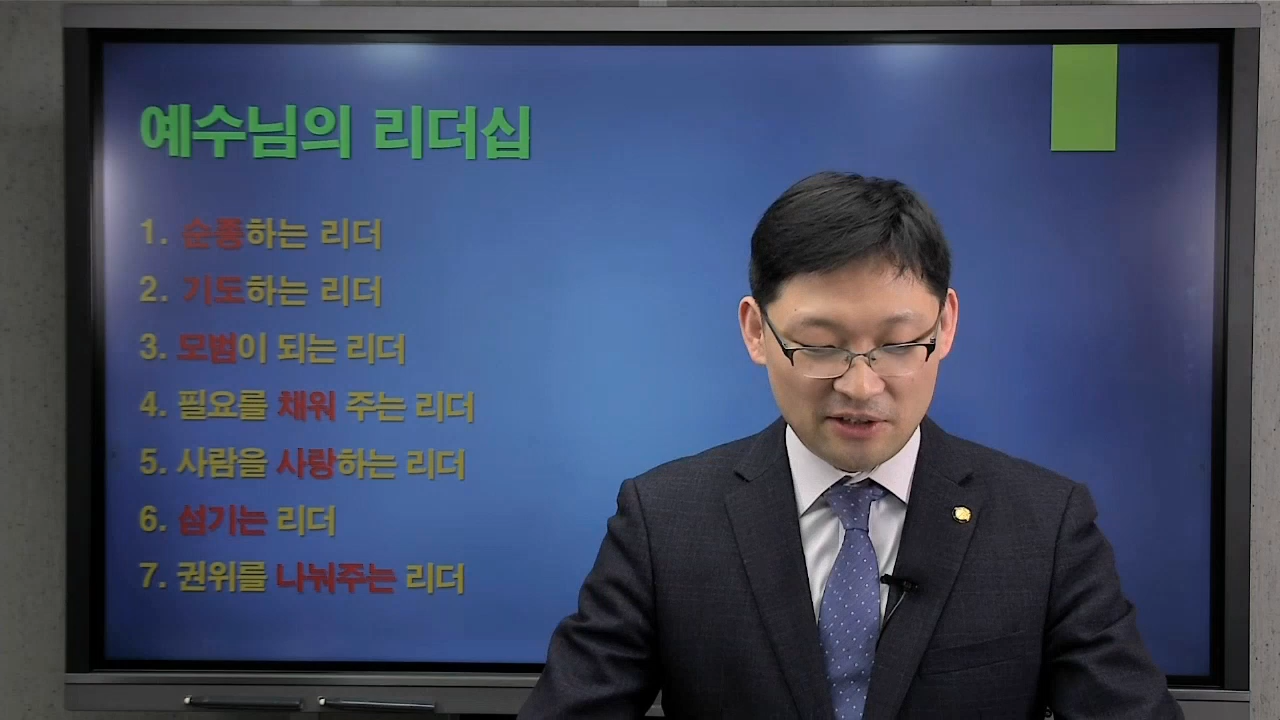 예수님의 리더십
1. 순종하는 리더
2. 기도하는 리더
3. 모범이 되는 리더
4. 필요를 채워 주는 리더
5. 사람을 사랑하는 리더
6. 섬기는 리더
7. 권위를 나눠주는 리더